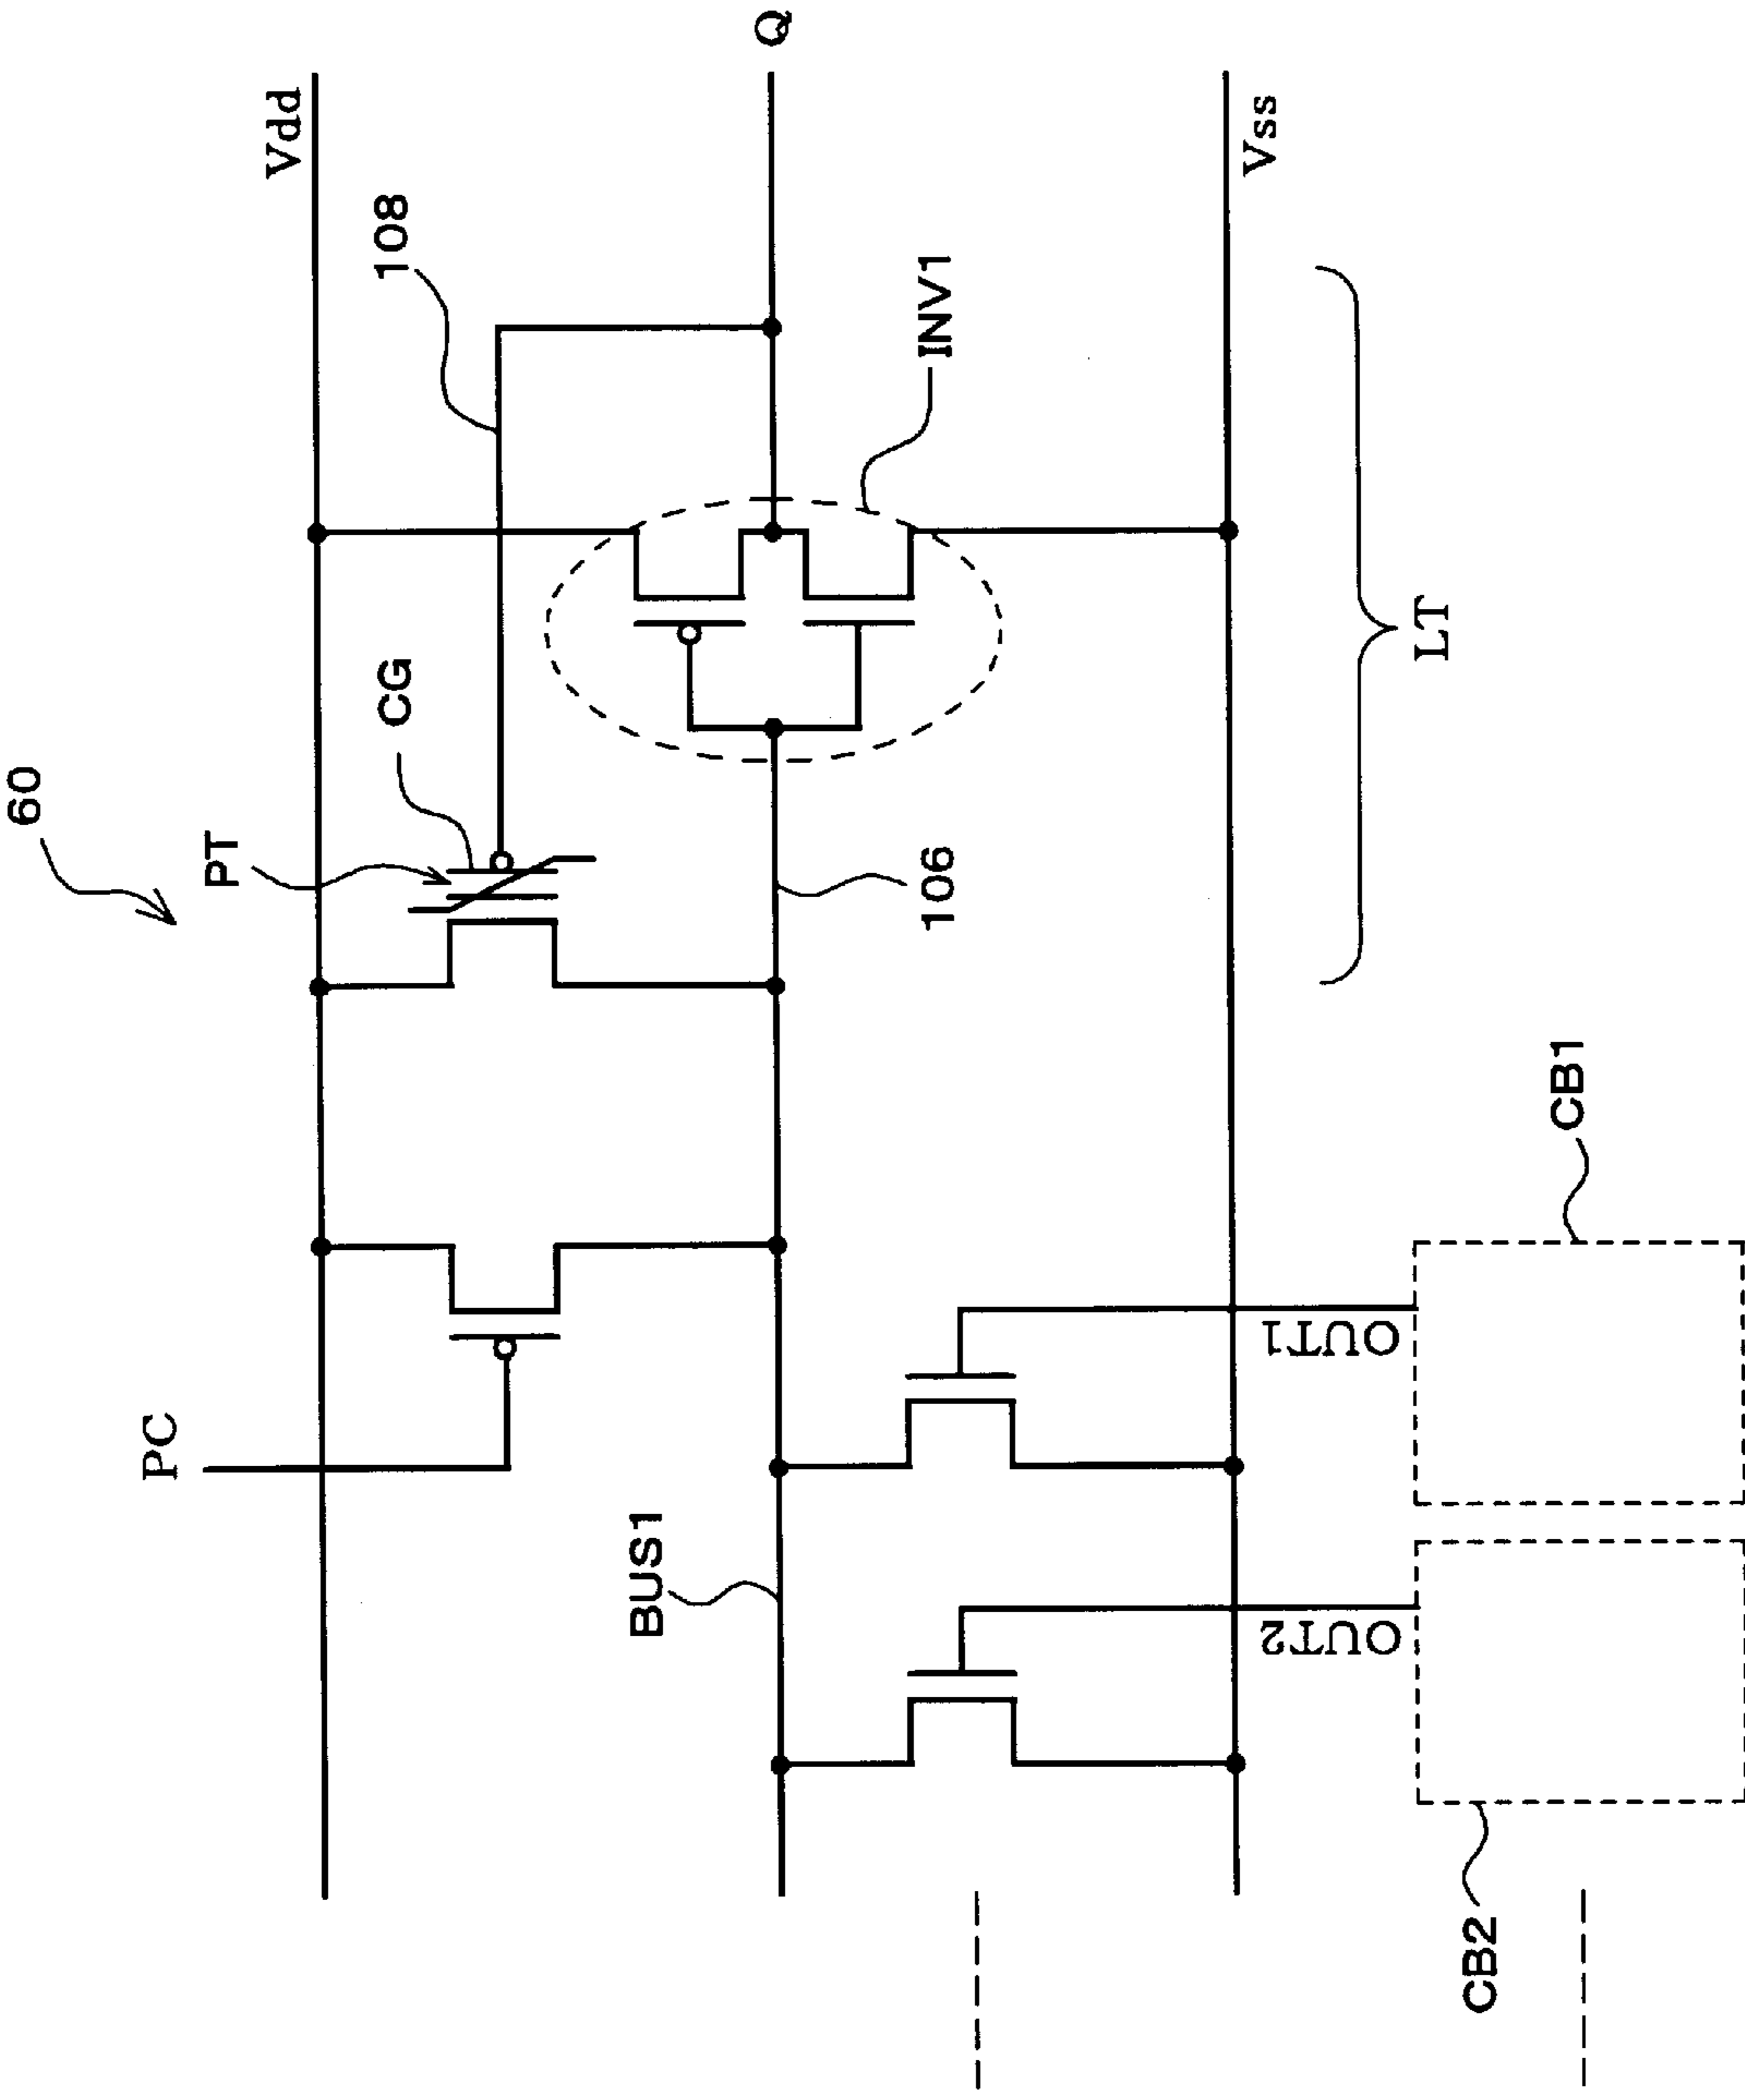 60
Vdd
Q
Vss
108
INV1
CG
PT
106
LT
PC
BUS1
OUT1
OUT2
CB1
CB2